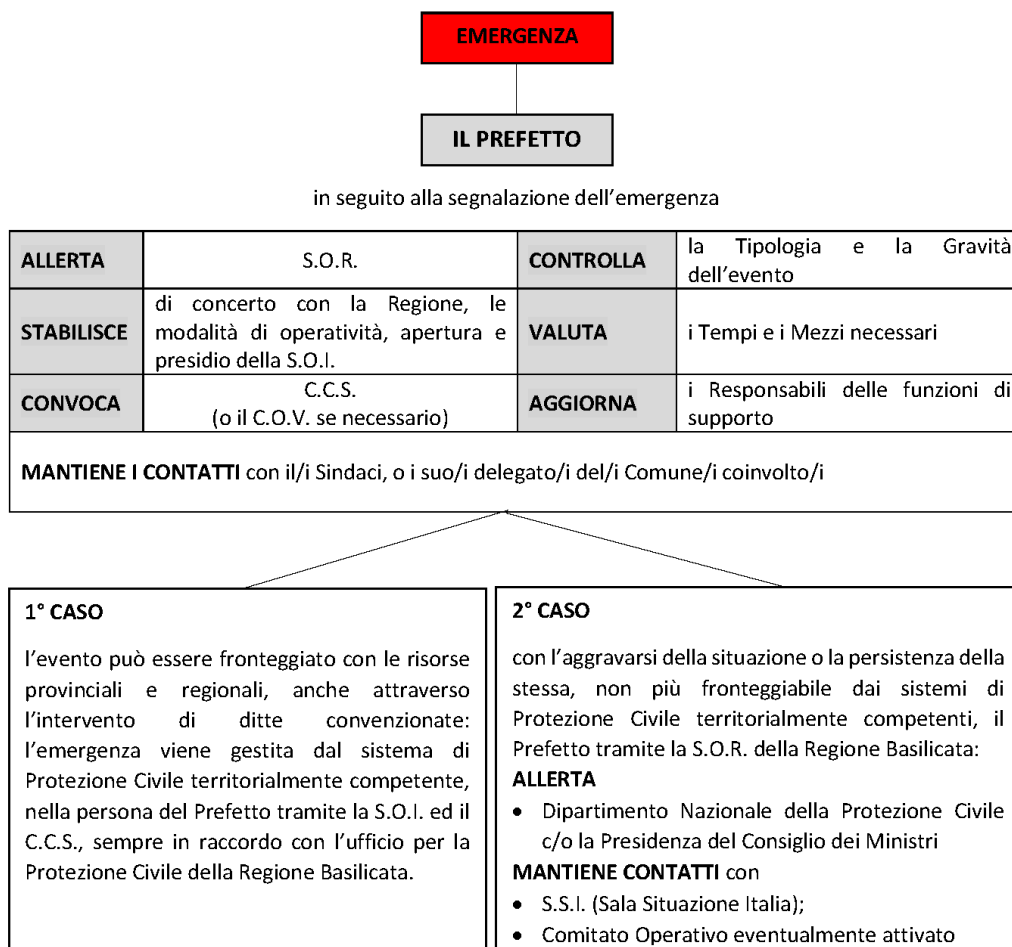 EMERGENZA
IL PREFETTO
in seguito alla segnalazione dell’emergenza
ALLERTA
S.O.R.
CONTROLLA
la Tipologia e la Gravità
dell’evento
STABILISCE
di concerto con la Regione, le
modalità di operatività, apertura e
presidio della S.O.I.
VALUTA
i Tempi e i Mezzi necessari
CONVOCA
C.C.S.
(o il C.O.V. se necessario)
AGGIORNA
i Responsabili delle funzioni di
supporto
MANTIENE I CONTATTI con il/i Sindaci, o i suo/i delegato/i del/i Comune/i coinvolto/i
1° CASO
l’evento può essere fronteggiato con le risorse
provinciali e regionali, anche attraverso
l’intervento di ditte convenzionate:
l’emergenza viene gestita dal sistema di
Protezione Civile territorialmente competente,
nella persona del Prefetto tramite la S.O.I. ed il
C.C.S., sempre in raccordo con l’ufficio per la
Protezione Civile della Regione Basilicata.
2° CASO
con l’aggravarsi della situazione o la persistenza della
stessa, non più fronteggiabile dai sistemi di
Protezione Civile territorialmente competenti, il
Prefetto tramite la S.O.R. della Regione Basilicata:
ALLERTA
• Dipartimento Nazionale della Protezione Civile
c/o la Presidenza del Consiglio dei Ministri
MANTIENE CONTATTI con
• S.S.I. (Sala Situazione Italia);
• Comitato Operativo eventualmente attivato